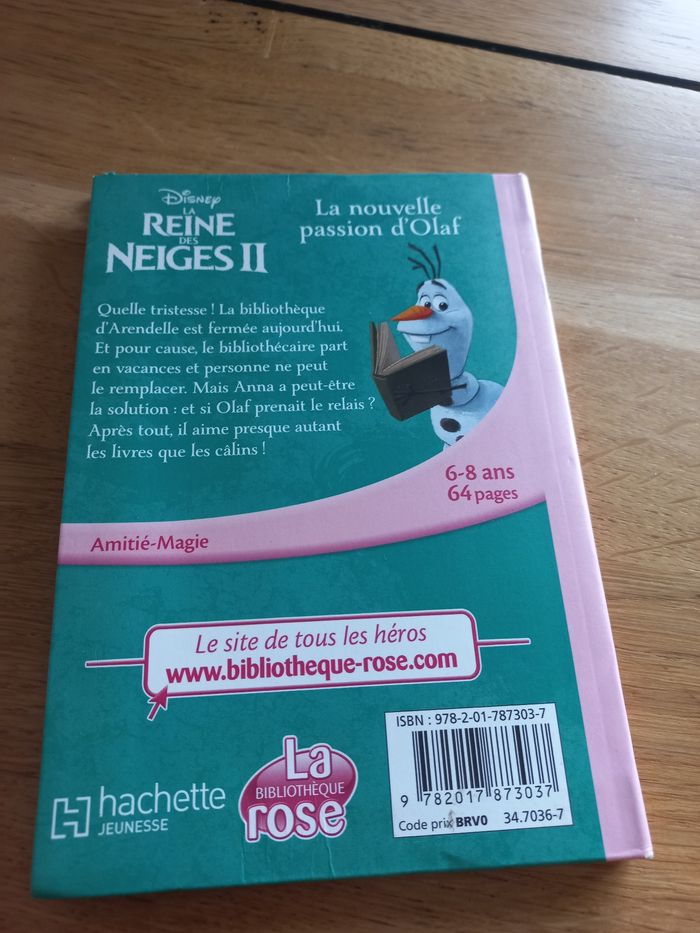 Disney
LA
REINE
DES
NEIGES II
La nouvelle
passion d'Olaf
Quelle tristesse ! La bibliothèque
d'Arendelle est fermée aujourd'hui.
Et pour cause, le bibliothécaire part
en vacances et personne ne peut
le remplacer. Mais Anna a peut-être
la solution : et si Olaf prenait le relais ?
Après tout, il aime presque autant
les livres que les câlins !
6-8 ans
64 pages
Amitié-Magie
Le site de tous les héros
www.bibliotheque-rose.com
ISBN : 978-2-01-787303-7
9 782017 873037
Code prix BRV0 34.7036-7
La
BIBLIOTHÈQUE
rose
hachette
JEUNESSE